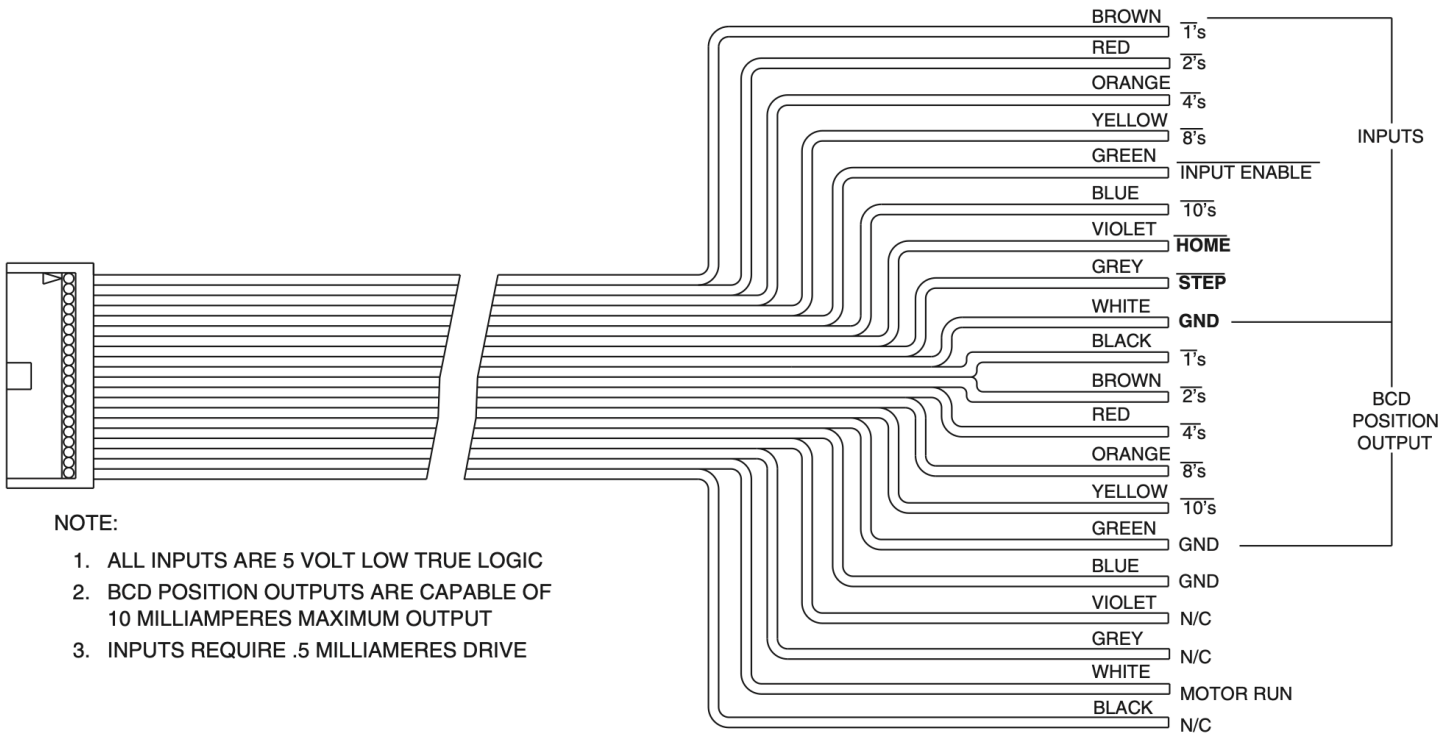 BROWN 1's
RED 2's
ORANGE 4's
YELLOW 8's
GREEN INPUT ENABLE
BLUE 10's
VIOLET HOME
GREY STEP
WHITE GND
INPUTS
BLACK 1's
BROWN 2's
RED 4's
ORANGE 8's
YELLOW 10's
GREEN GND
BCD
POSITION
OUTPUT
BLUE GND
VIOLET N/C
GREY N/C
WHITE MOTOR RUN
BLACK N/C
NOTE:
1. ALL INPUTS ARE 5 VOLT LOW TRUE LOGIC
2. BCD POSITION OUTPUTS ARE CAPABLE OF
10 MILLIAMPERES MAXIMUM OUTPUT
3. INPUTS REQUIRE .5 MILLIAMERES DRIVE